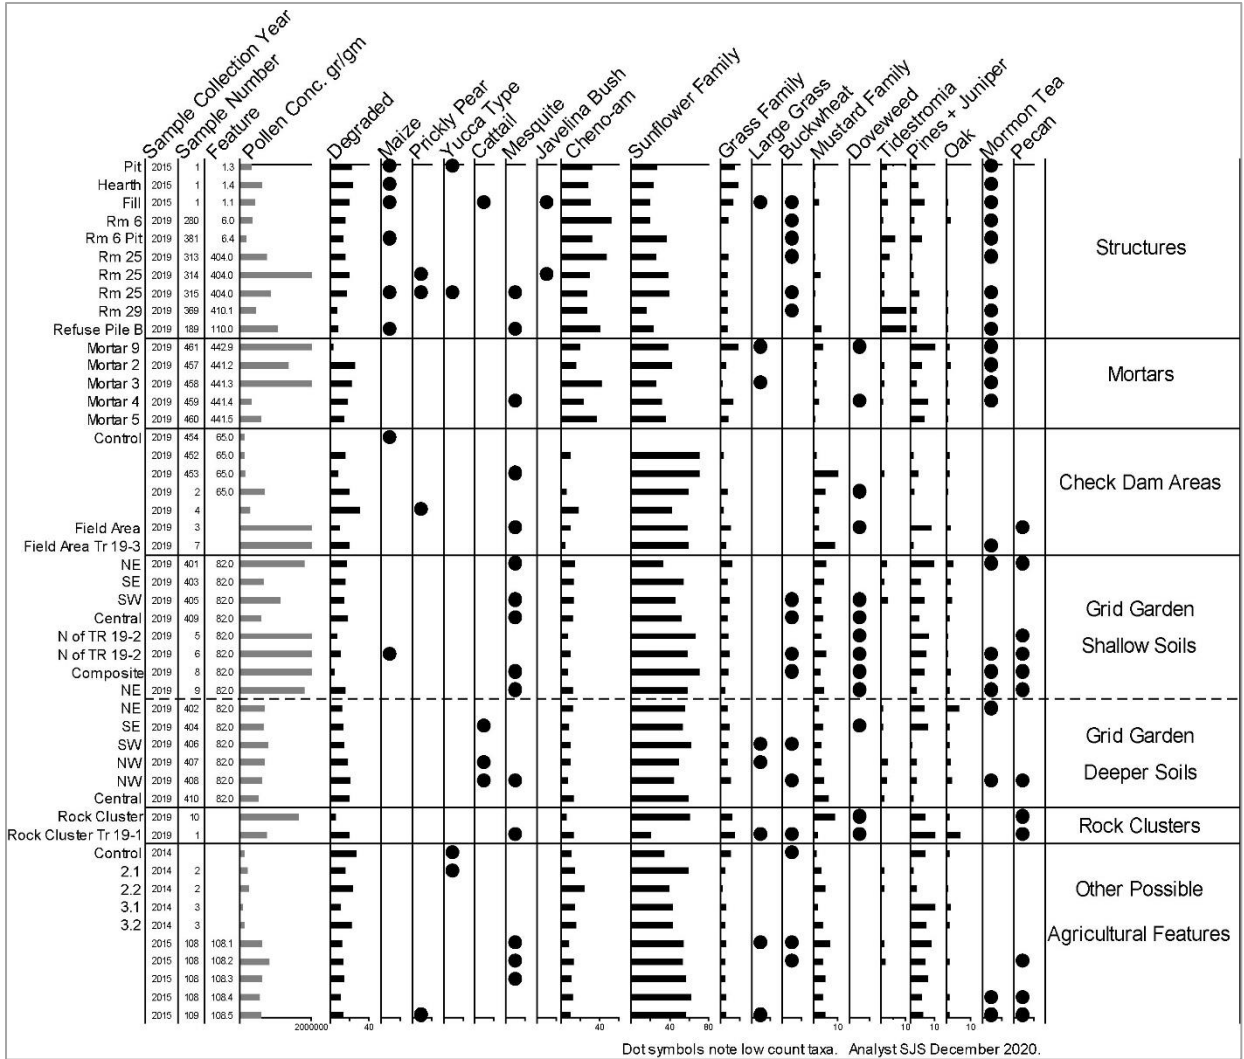 Sample Collection Year
Sample Number
Feature
Pollen Conc. gr/gm
Degraded
Maize
Prickly Pear
Yucca Type
Cattail
Mesquite
Javelina Bush
Cheno-am
Sunflower Family
Grass Family
Large Grass
Buckwheat
Mustard Family
Doveweed
Tidestromia
Pines + Juniper
Oak
Mormon Tea
Pecan
Pit 2015 1 1.3
Hearth 2015 1 1.4
Fill 2015 1 1.1
Rm 6 2019 280 6.0
Rm 6 Pit 2019 381 6.4
Structures
Rm 25 2019 313 404.0
Rm 25 2019 314 404.0
Rm 25 2019 315 404.0
Rm 29 2019 369 410.1
Refuse Pile B 2019 189 110.0
Mortar 9 2019 461 442.9
Mortar 2 2019 457 441.2
Mortars
Mortar 3 2019 458 441.3
Mortar 4 2019 459 441.4
Mortar 5 2019 460 441.5
Control 2019 454 65.0
2019 452 65.0
2019 453 65.0
Check Dam Areas
2019 2 65.0
2019 4
Field Area 2019 3
Field Area Tr 19-3 2019 7
NE 2019 401 82.0
SE 2019 403 82.0
SW 2019 405 82.0
Grid Garden
Central 2019 409 82.0
N of TR 19-2 2019 5 82.0
Shallow Soils
N of TR 19-2 2019 6 82.0
Composite 2019 8 82.0
NE 2019 9 82.0
NE 2019 402 82.0
SE 2019 404 82.0
Grid Garden
SW 2019 406 82.0
NW 2019 407 82.0
Deeper Soils
NW 2019 408 82.0
Central 2019 410 82.0
Rock Cluster 2019 10
Rock Clusters
Rock Cluster Tr 19-1 2019 1
Control 2014
2.1 2014 2
2.2 2014 2
Other Possible
3.1 2014 3
3.2 2014 3
Agricultural Features
2015 108 108.1
2015 108 108.2
2015 108 108.3
2015 108 108.4
2015 109 108.5
2000000 40 40 80 10 10 10
Dot symbols note low count taxa. Analyst SJS December 2020.